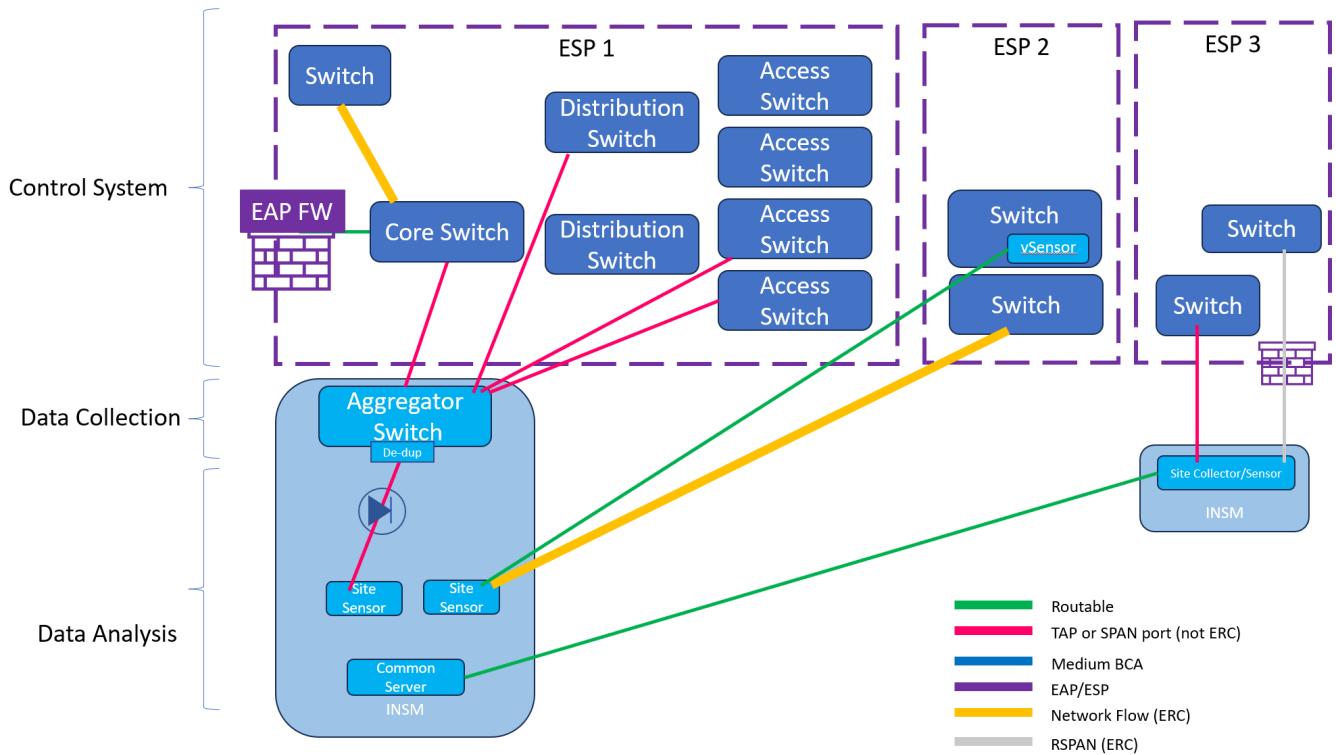 ESP 1
ESP 2
ESP 3
Switch
Access
Switch
Distribution
Switch
Access
Switch
Control System
EAP FW
Core Switch
Distribution
Switch
Access
Switch
Access
Switch
Switch
vSensor
Switch
Switch
Switch
Data Collection
Aggregator
Switch
De-dup
Site Collector/Sensor
INSM
Data Analysis
Site
Sensor
Site
Sensor
Common
Server
INSM
Routable
TAP or SPAN port (not ERC)
Medium BCA
EAP/ESP
Network Flow (ERC)
RSPAN (ERC)